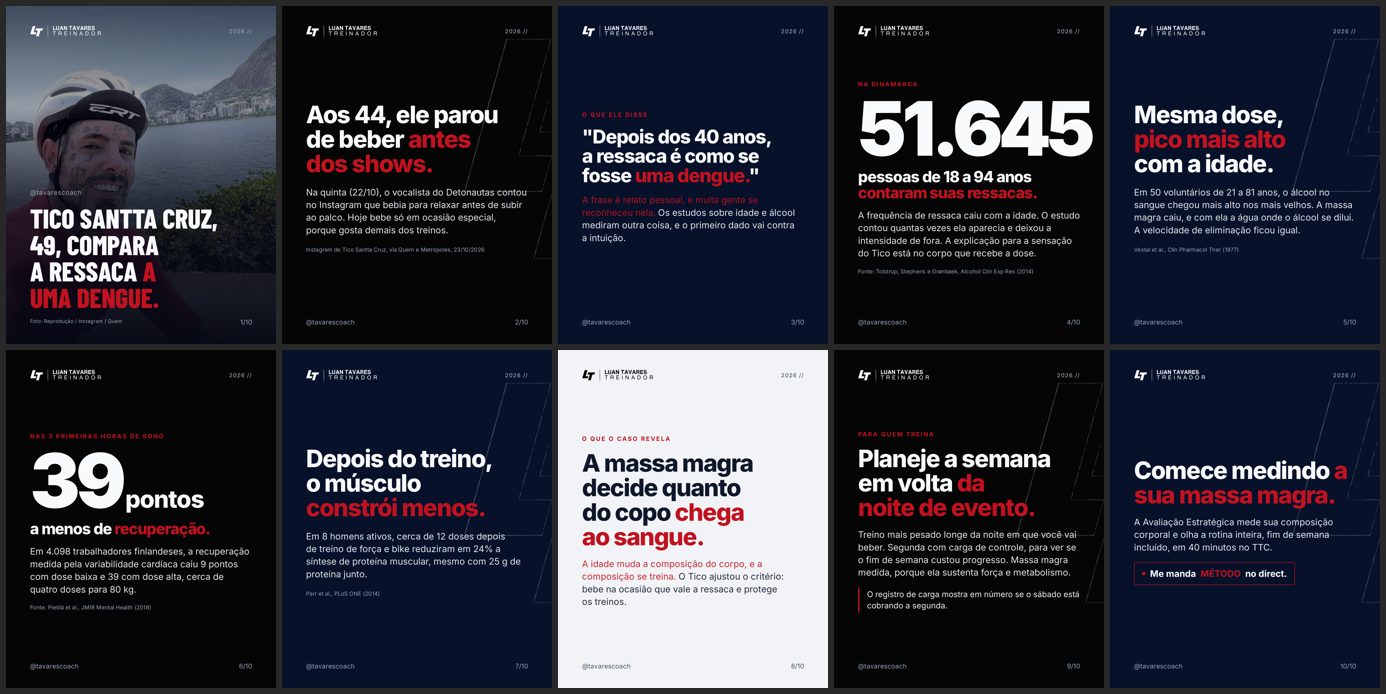 LT LUAN TAVARES
TREINADOR
2026 //
ERT
@tavarescoach
TICO SANTTA CRUZ,
49, COMPARA
A RESSACA A
UMA DENGUE.
Foto: Reprodução / Instagram / Quem
1/10
LT LUAN TAVARES
TREINADOR
2026 //
Aos 44, ele parou
de beber antes
dos shows.
Na quinta (22/10), o vocalista do Detonautas contou
no Instagram que bebia para relaxar antes de subir
ao palco. Hoje bebe só em ocasião especial,
porque gosta demais dos treinos.
Instagram de Tico Santta Cruz, via Quem e Metrópoles, 23/10/2026
@tavarescoach
2/10
LT LUAN TAVARES
TREINADOR
2026 //
O QUE ELE DISSE
"Depois dos 40 anos,
a ressaca é como se
fosse uma dengue."
A frase é relato pessoal, e muita gente se
reconheceu nela. Os estudos sobre idade e álcool
mediram outra coisa, e o primeiro dado vai contra
a intuição.
@tavarescoach
3/10
LT LUAN TAVARES
TREINADOR
2026 //
NA DINAMARCA
51.645
pessoas de 18 a 94 anos
contaram suas ressacas.
A frequência de ressaca caiu com a idade. O estudo
contou quantas vezes ela aparecia e deixou a
intensidade de fora. A explicação para a sensação
do Tico está no corpo que recebe a dose.
Fonte: Tolstrup, Stephens e Grønbaek, Alcohol Clin Exp Res (2014)
@tavarescoach
4/10
LT LUAN TAVARES
TREINADOR
2026 //
Mesma dose,
pico mais alto
com a idade.
Em 50 voluntários de 21 a 81 anos, o álcool no
sangue chegou mais alto nos mais velhos. A massa
magra caiu, e com ela a água onde o álcool se dilui.
A velocidade de eliminação ficou igual.
Vestal et al., Clin Pharmacol Ther (1977)
@tavarescoach
5/10
LT LUAN TAVARES
TREINADOR
2026 //
NAS 3 PRIMEIRAS HORAS DE SONO
39 pontos
a menos de recuperação.
Em 4.098 trabalhadores finlandeses, a recuperação
medida pela variabilidade cardíaca caiu 9 pontos
com dose baixa e 39 com dose alta, cerca de
quatro doses para 80 kg.
Fonte: Pietilä et al., JMIR Mental Health (2018)
@tavarescoach
6/10
LT LUAN TAVARES
TREINADOR
2026 //
Depois do treino,
o músculo
constrói menos.
Em 8 homens ativos, cerca de 12 doses depois
de treino de força e bike reduziram em 24% a
síntese de proteína muscular, mesmo com 25 g de
proteína junto.
Parr et al., PLoS ONE (2014)
@tavarescoach
7/10
LT LUAN TAVARES
TREINADOR
2026 //
O QUE O CASO REVELA
A massa magra
decide quanto
do copo chega
ao sangue.
A idade muda a composição do corpo, e a
composição se treina. O Tico ajustou o critério:
bebe na ocasião que vale a ressaca e protege
os treinos.
@tavarescoach
8/10
LT LUAN TAVARES
TREINADOR
2026 //
PARA QUEM TREINA
Planeje a semana
em volta da
noite de evento.
Treino mais pesado longe da noite em que você vai
beber. Segunda com carga de controle, para ver se
o fim de semana custou progresso. Massa magra
medida, porque ela sustenta força e metabolismo.
O registro de carga mostra em número se o sábado está
cobrando a segunda.
@tavarescoach
9/10
LT LUAN TAVARES
TREINADOR
2026 //
Comece medindo a
sua massa magra.
A Avaliação Estratégica mede sua composição
corporal e olha a rotina inteira, fim de semana
incluído, em 40 minutos no TTC.
• Me manda MÉTODO no direct.
@tavarescoach
10/10